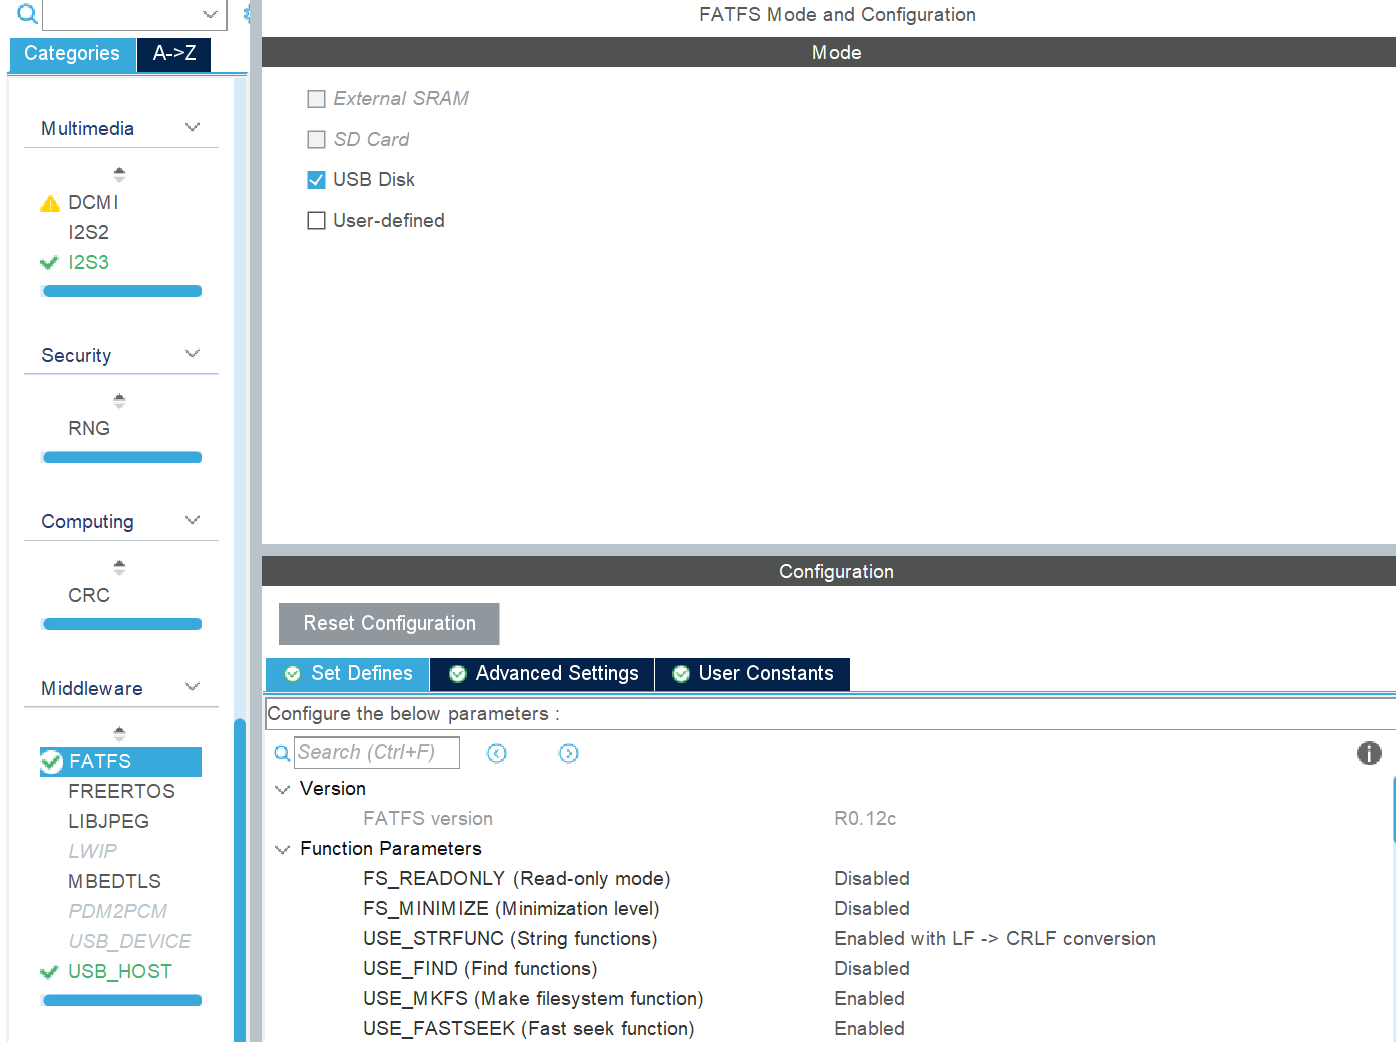 Categories
A->Z
Multimedia
DCMI
I2S2
I2S3
Security
RNG
Computing
CRC
Middleware
FATFS
FREERTOS
LIBJPEG
LWIP
MBEDTLS
PDM2PCM
USB_DEVICE
USB_HOST
FATFS Mode and Configuration
Mode
External SRAM
SD Card
USB Disk
User-defined
Configuration
Reset Configuration
Set Defines
Advanced Settings
User Constants
Configure the below parameters :
Search (Ctrl+F)
Version
FATFS version R0.12c
Function Parameters
FS_READONLY (Read-only mode) Disabled
FS_MINIMIZE (Minimization level) Disabled
USE_STRFUNC (String functions) Enabled with LF -> CRLF conversion
USE_FIND (Find functions) Disabled
USE_MKFS (Make filesystem function) Enabled
USE_FASTSEEK (Fast seek function) Enabled